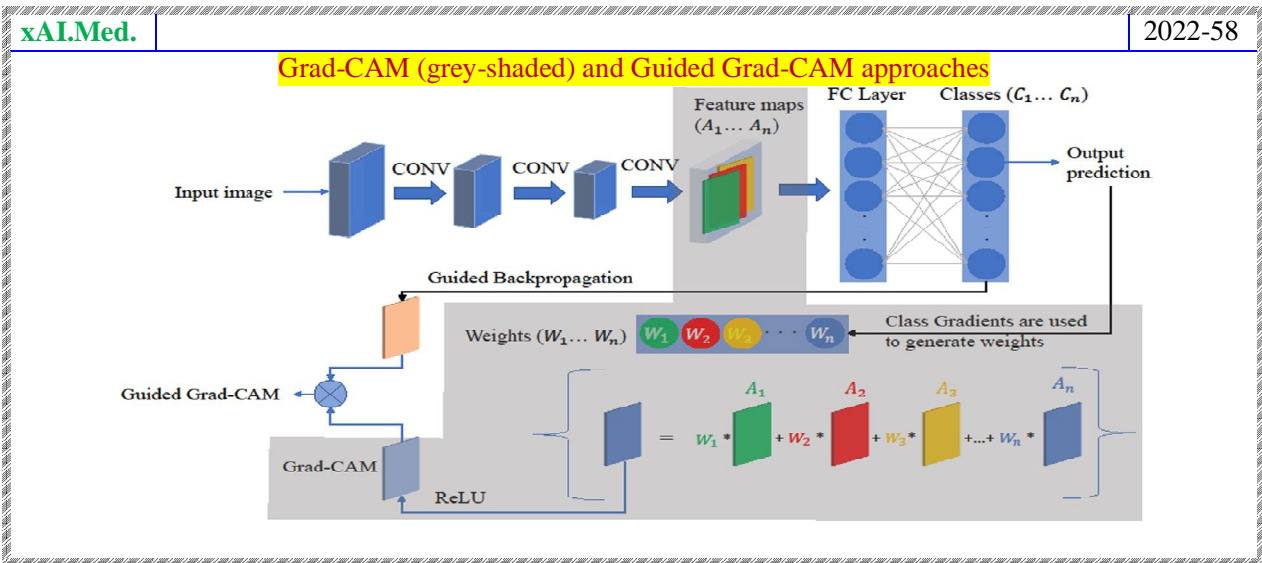 xAI.Med.
2022-58
Grad-CAM (grey-shaded) and Guided Grad-CAM approaches
Feature maps
(A₁... Aₙ)
FC Layer
Classes (C₁... Cₙ)
Input image
CONV
CONV
CONV
Output
prediction
Guided Backpropagation
Weights (W₁... Wₙ)
W₁ W₂ W₃ · · · Wₙ
Class Gradients are used
to generate weights
Guided Grad-CAM
A₁ A₂ A₃ Aₙ
= W₁ * + W₂ * + W₃* +...+ Wₙ *
Grad-CAM
ReLU